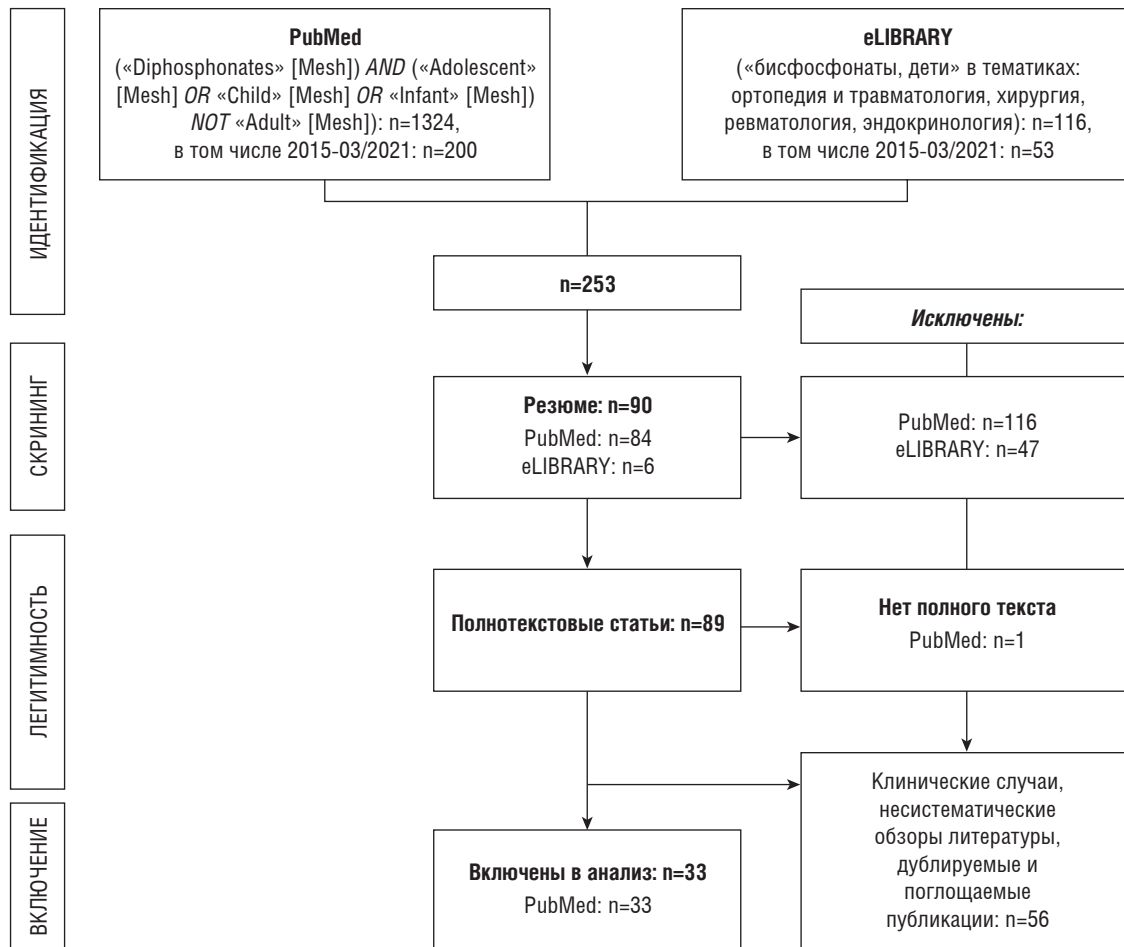 ИДЕНТИФИКАЦИЯ
PubMed
(«Diphosphonates» [Mesh]) AND («Adolescent»
[Mesh] OR «Child» [Mesh] OR «Infant» [Mesh])
NOT «Adult» [Mesh]): n=1324,
в том числе 2015-03/2021: n=200
eLIBRARY
(«бисфосфонаты, дети» в тематиках:
ортопедия и травматология, хирургия,
ревматология, эндокринология): n=116,
в том числе 2015-03/2021: n=53
n=253
Исключены:
СКРИНИНГ
Резюме: n=90
PubMed: n=84
eLIBRARY: n=6
PubMed: n=116
eLIBRARY: n=47
ЛЕГИТИМНОСТЬ
Полнотекстовые статьи: n=89
Нет полного текста
PubMed: n=1
Клинические случаи,
несистематические
обзоры литературы,
дублируемые и
поглощаемые
публикации: n=56
ВКЛЮЧЕНИЕ
Включены в анализ: n=33
PubMed: n=33